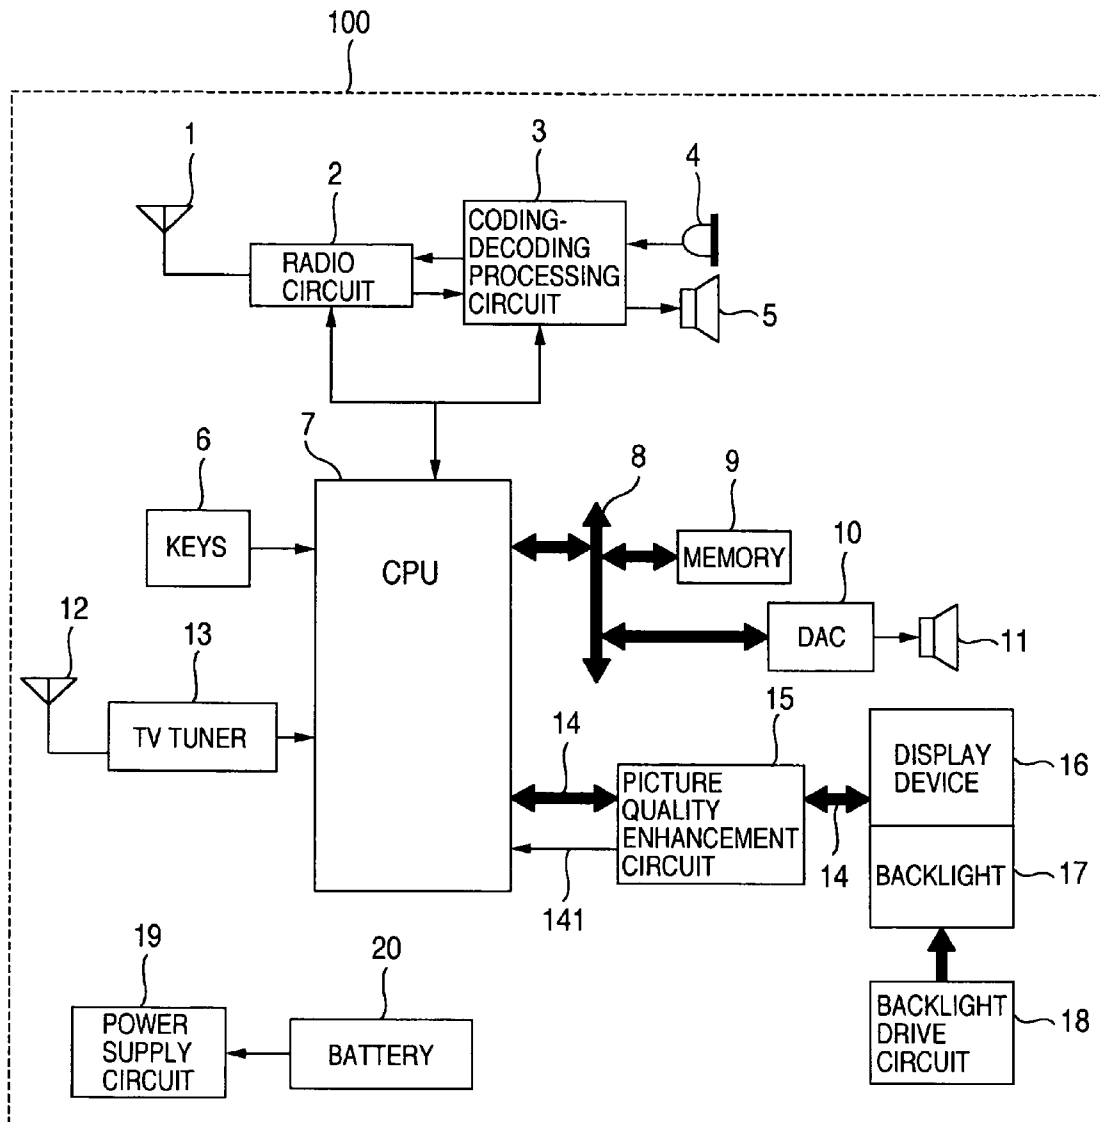 100
1
2
3
4
RADIO
CIRCUIT
CODING-
DECODING
PROCESSING
CIRCUIT
5
6
7
8
9
KEYS
CPU
MEMORY
10
DAC
11
12
13
TV TUNER
14
15
PICTURE
QUALITY
ENHANCEMENT
CIRCUIT
14
DISPLAY
DEVICE
16
BACKLIGHT
17
141
19
20
POWER
SUPPLY
CIRCUIT
BATTERY
BACKLIGHT
DRIVE
CIRCUIT
18